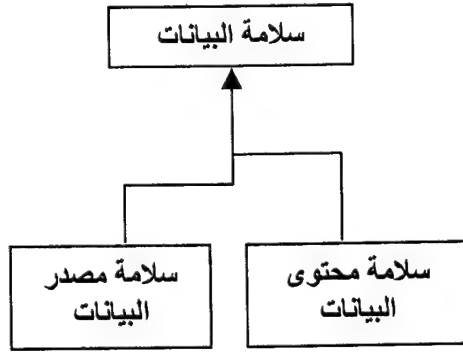 سلامة البيانات
سلامة محتوى
البيانات
سلامة مصدر
البيانات